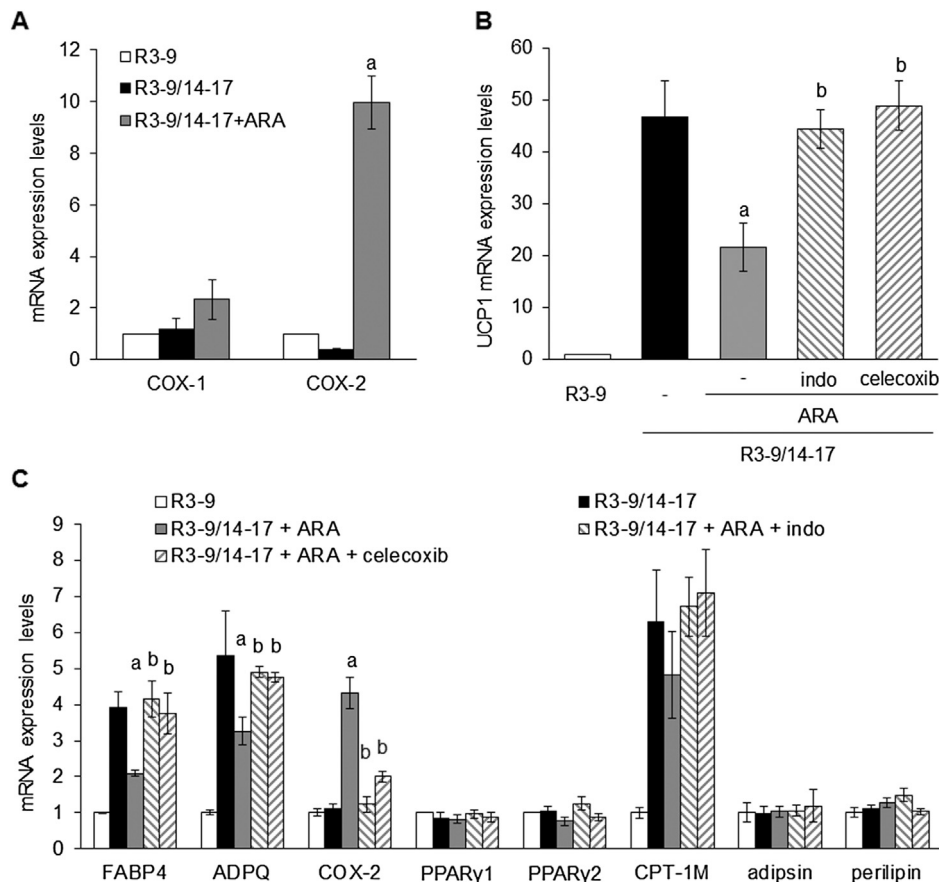 A
mRNA expression levels
12
10
8
6
4
2
0
R3-9
R3-9/14-17
R3-9/14-17+ARA
a
COX-1 COX-2
B
UCP1 mRNA expression levels
60
50
40
30
20
10
0
a
b
b
R3-9
- - indo celecoxib
ARA
R3-9/14-17
C
R3-9 R3-9/14-17
R3-9/14-17 + ARA R3-9/14-17 + ARA + indo
R3-9/14-17 + ARA + celecoxib
mRNA expression levels
9
8
7
6
5
4
3
2
1
0
a b b a b b a b b
FABP4 ADPQ COX-2 PPARγ1 PPARγ2 CPT-1M adipsin perilipin